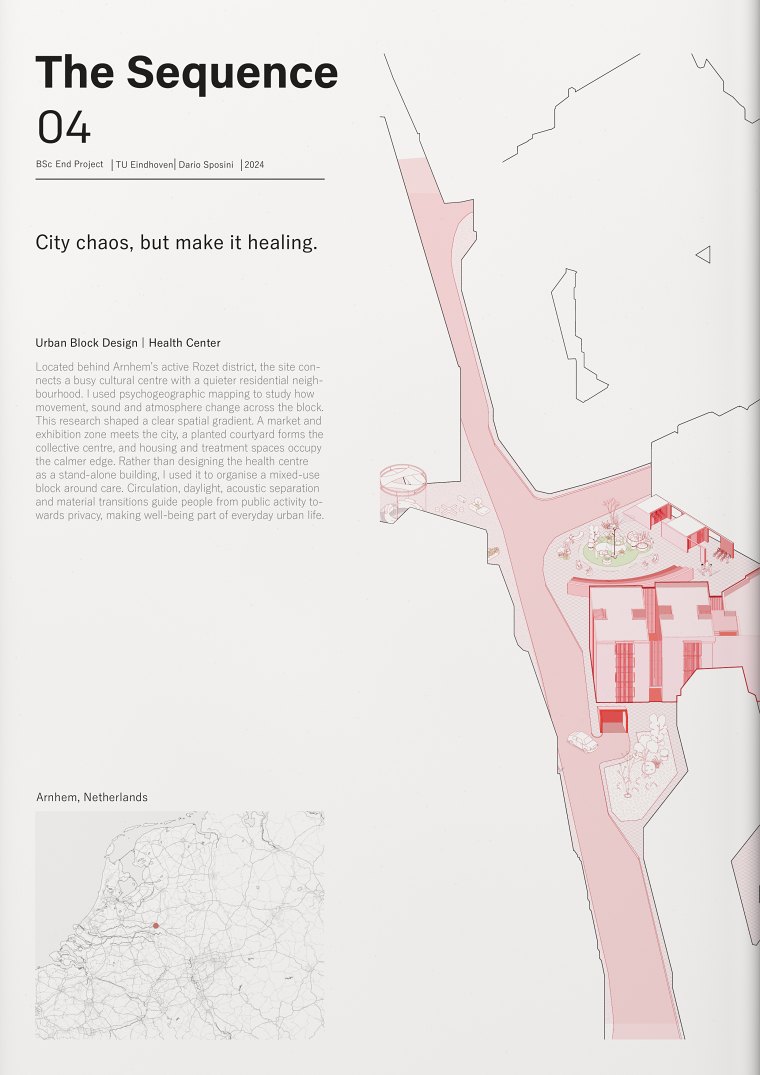 The Sequence
04
BSc End Project | TU Eindhoven | Dario Sposini | 2024
City chaos, but make it healing.
Urban Block Design | Health Center
Located behind Arnhem's active Rozet district, the site con-
nects a busy cultural centre with a quieter residential neigh-
bourhood. I used psychogeographic mapping to study how
movement, sound and atmosphere change across the block.
This research shaped a clear spatial gradient. A market and
exhibition zone meets the city, a planted courtyard forms the
collective centre, and housing and treatment spaces occupy
the calmer edge. Rather than designing the health centre
as a stand-alone building, I used it to organise a mixed-use
block around care. Circulation, daylight, acoustic separation
and material transitions guide people from public activity to-
wards privacy, making well-being part of everyday urban life.
Arnhem, Netherlands